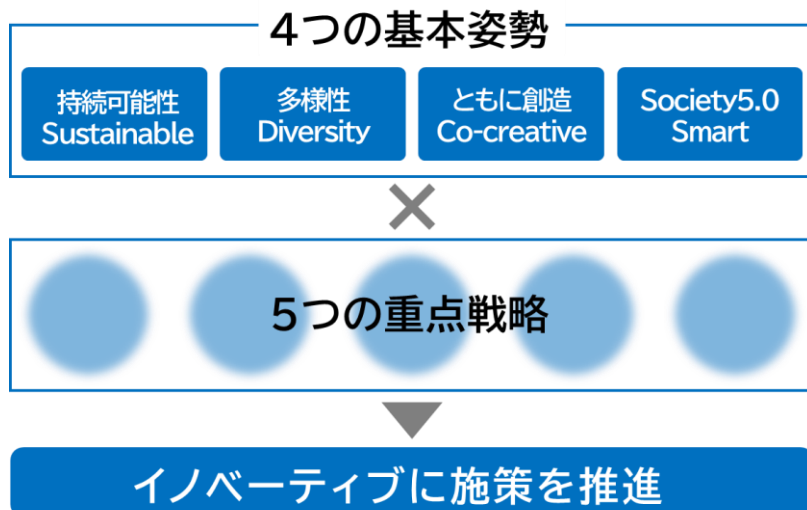 4つの基本姿勢
持続可能性
Sustainable
多様性
Diversity
ともに創造
Co-creative
Society5.0
Smart
×
5つの重点戦略
イノベーティブに施策を推進